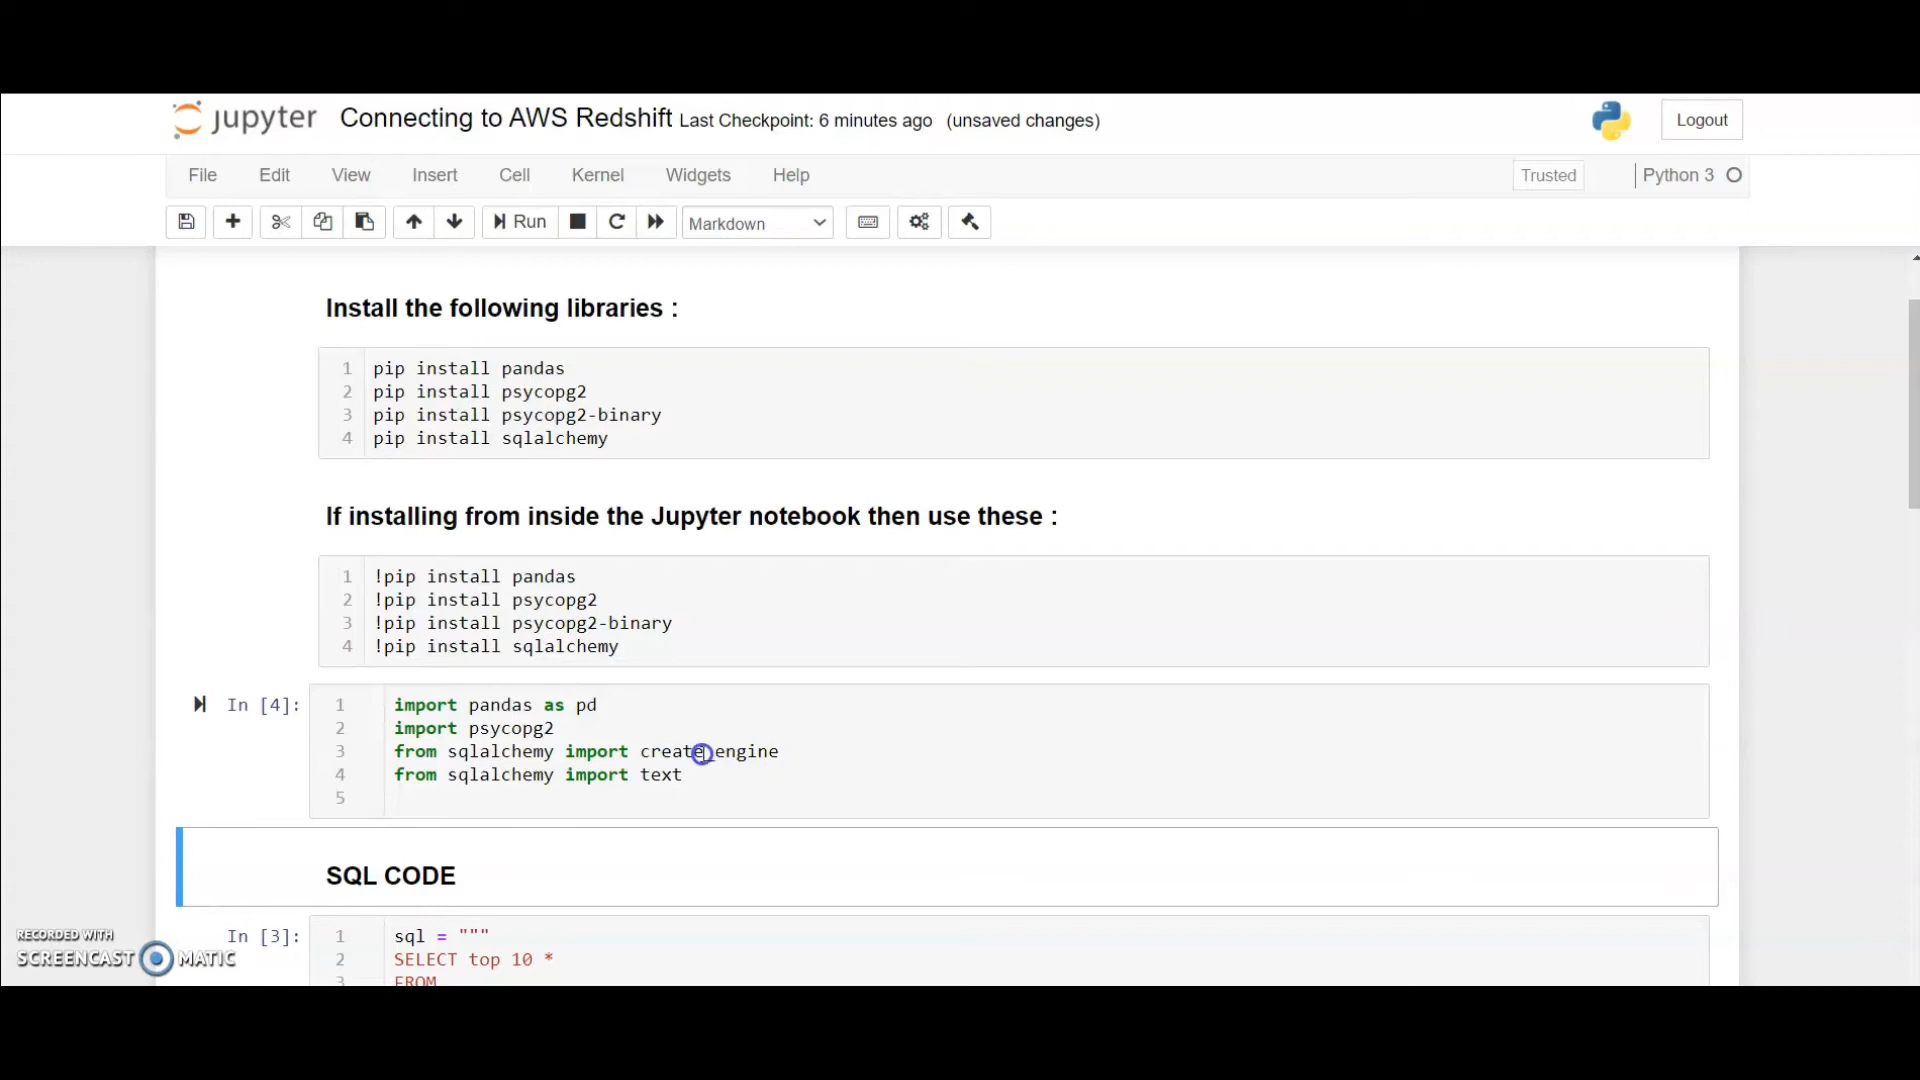 jupyter Connecting to AWS Redshift Last Checkpoint: 6 minutes ago (unsaved changes) Logout
File Edit View Insert Cell Kernel Widgets Help Trusted Python 3
Run Markdown
Install the following libraries :
1 pip install pandas
2 pip install psycopg2
3 pip install psycopg2-binary
4 pip install sqlalchemy
If installing from inside the Jupyter notebook then use these :
1 !pip install pandas
2 !pip install psycopg2
3 !pip install psycopg2-binary
4 !pip install sqlalchemy
In [4]: 1 import pandas as pd
2 import psycopg2
3 from sqlalchemy import create_engine
4 from sqlalchemy import text
5
SQL CODE
In [3]: 1 sql = """
2 SELECT top 10 *
3 FROM
RECORDED WITH
SCREENCAST MATIC